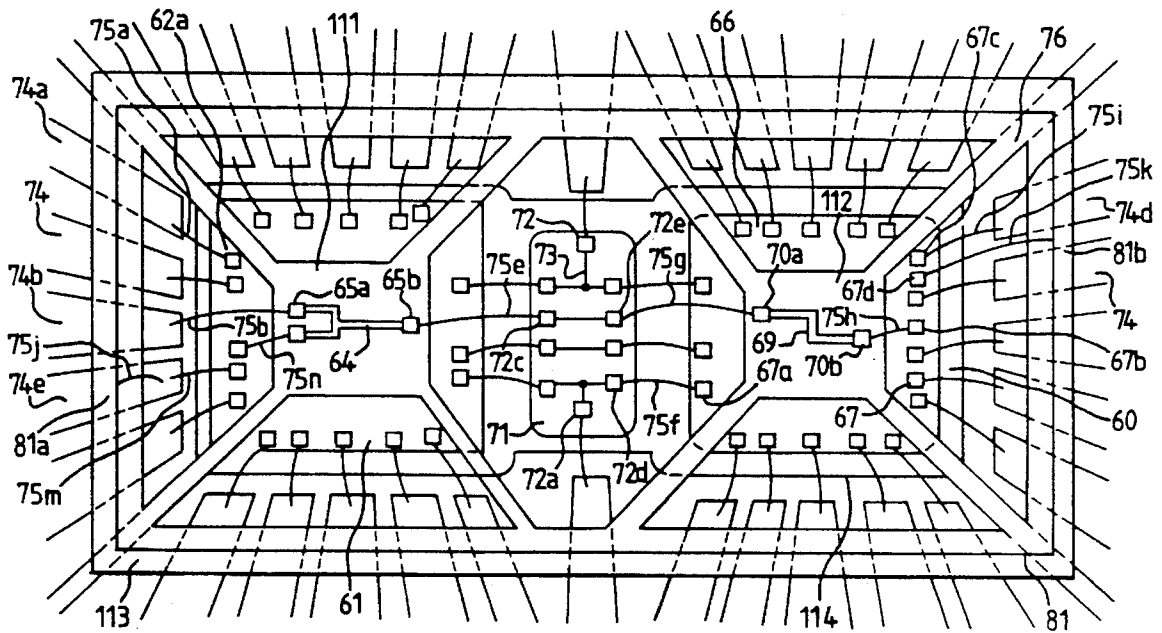 75a
62a
111
66
67c
76
74a
75i
75k
74
112
72
72e
74d
73
75e
75g
70a
81b
65a
65b
67d
74b
74
75b
75h
75j
64
72c
69
70b
67b
75n
67a
74e
67
60
71
75f
81a
75m
72a
72d
113
61
114
81